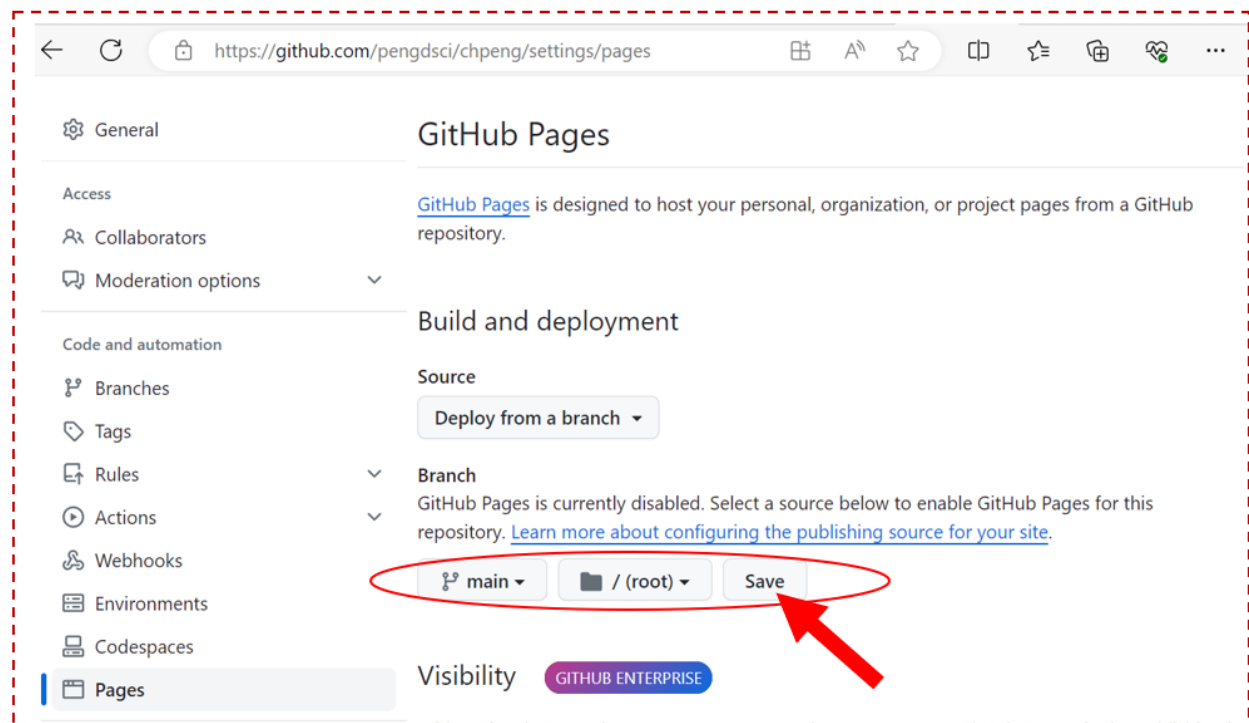 https://github.com/pengdsci/chpeng/settings/pages
General
Access
Collaborators
Moderation options
Code and automation
Branches
Tags
Rules
Actions
Webhooks
Environments
Codespaces
Pages
GitHub Pages
GitHub Pages is designed to host your personal, organization, or project pages from a GitHub
repository.
Build and deployment
Source
Deploy from a branch
Branch
GitHub Pages is currently disabled. Select a source below to enable GitHub Pages for this
repository. Learn more about configuring the publishing source for your site.
main / (root) Save
Visibility GITHUB ENTERPRISE